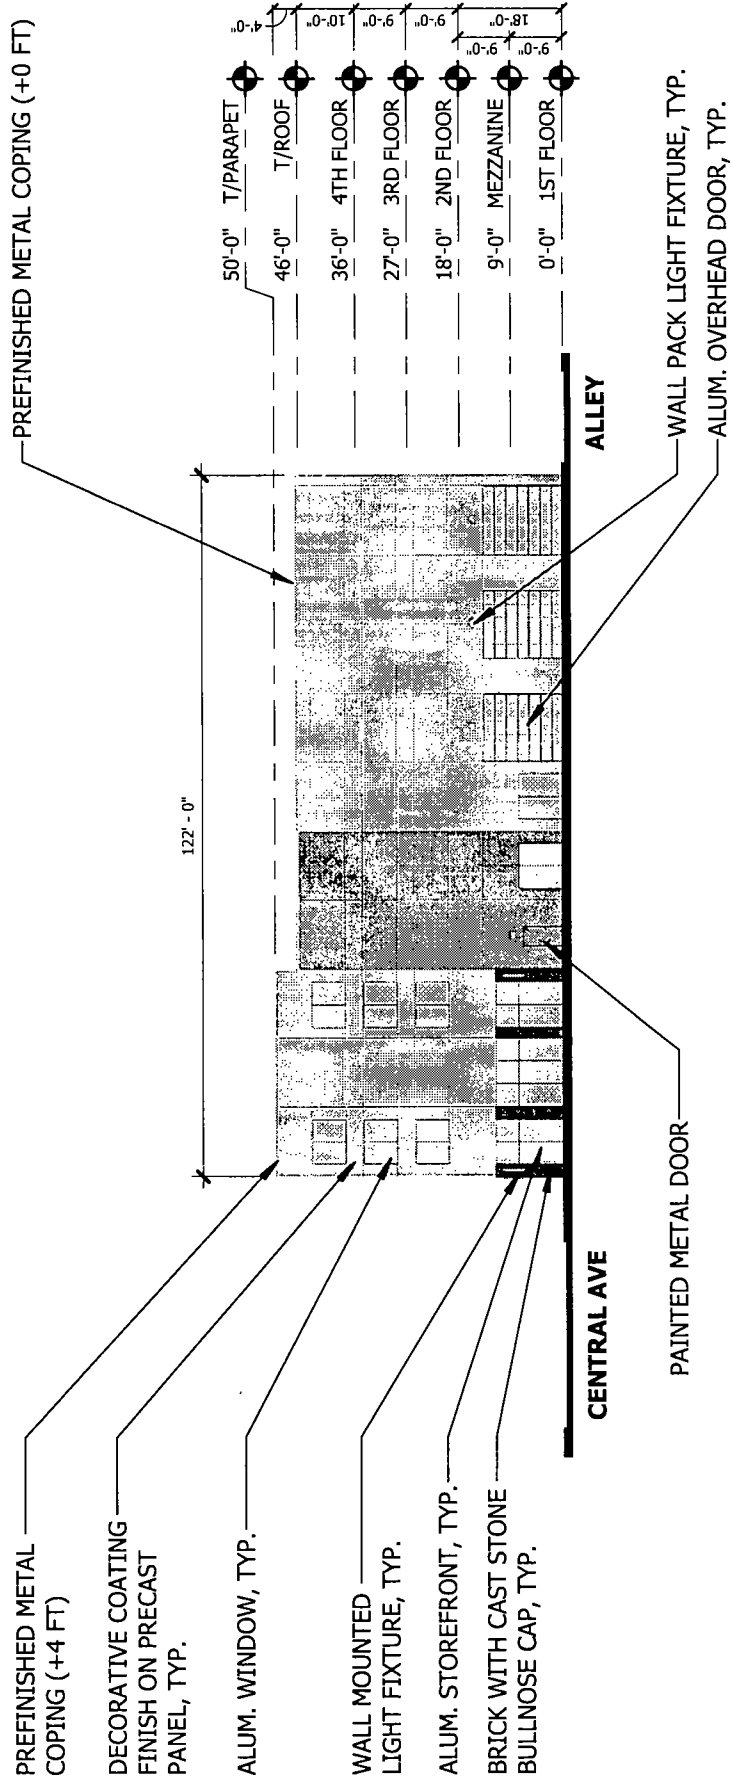 PREFINISHED METAL
COPING (+4 FT)
DECORATIVE COATING
FINISH ON PRECAST
PANEL, TYP.
ALUM. WINDOW, TYP.
WALL MOUNTED
LIGHT FIXTURE, TYP.
ALUM. STOREFRONT, TYP.
BRICK WITH CAST STONE
BULLNOSE CAP, TYP.
CENTRAL AVE
PAINTED METAL DOOR
122' - 0"
PREFINISHED METAL COPING (+0 FT)
50'-0" T/PARAPET
46'-0" T/ROOF
36'-0" 4TH FLOOR
27'-0" 3RD FLOOR
18'-0" 2ND FLOOR
9'-0" MEZZANINE
0'-0" 1ST FLOOR
4'-0"
10'-0"
9'-0"
9'-0"
18'-0"
9'-0"
9'-0"
ALLEY
WALL PACK LIGHT FIXTURE, TYP.
ALUM. OVERHEAD DOOR, TYP.